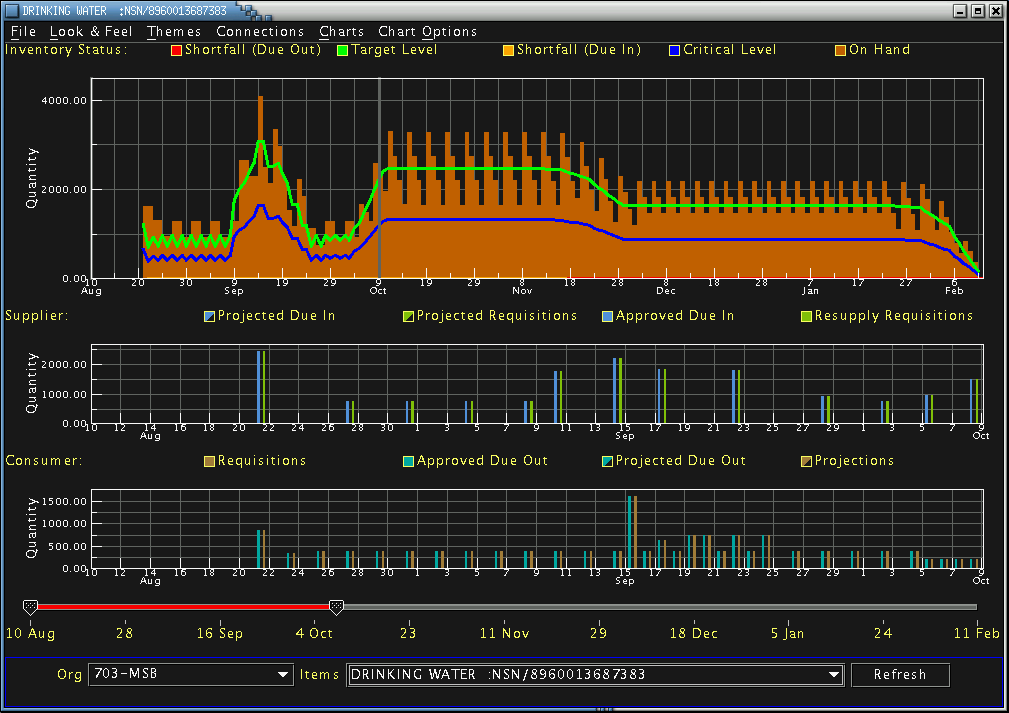 DRINKING WATER :NSN/8960013687383
File Look & Feel Themes Connections Charts Chart Options
Inventory Status: Shortfall (Due Out) Target Level Shortfall (Due In) Critical Level On Hand
Quantity
4000.00
2000.00
0.00
10 20 30 9 19 29 9 19 29 8 18 28 8 18 28 7 17 27 6
Aug Sep Oct Nov Dec Jan Feb
Supplier: Projected Due In Projected Requisitions Approved Due In Resupply Requisitions
Quantity
2000.00
1000.00
0.00
10 12 14 16 18 20 22 24 26 28 30 1 3 5 7 9 11 13 15 17 19 21 23 25 27 29 1 3 5 7 9
Aug Sep Oct
Consumer: Requisitions Approved Due Out Projected Due Out Projections
Quantity
1500.00
1000.00
500.00
0.00
10 12 14 16 18 20 22 24 26 28 30 1 3 5 7 9 11 13 15 17 19 21 23 25 27 29 1 3 5 7 9
Aug Sep Oct
10 Aug 28 16 Sep 4 Oct 23 11 Nov 29 18 Dec 5 Jan 24 11 Feb
Org 703-MSB Items DRINKING WATER :NSN/8960013687383 Refresh